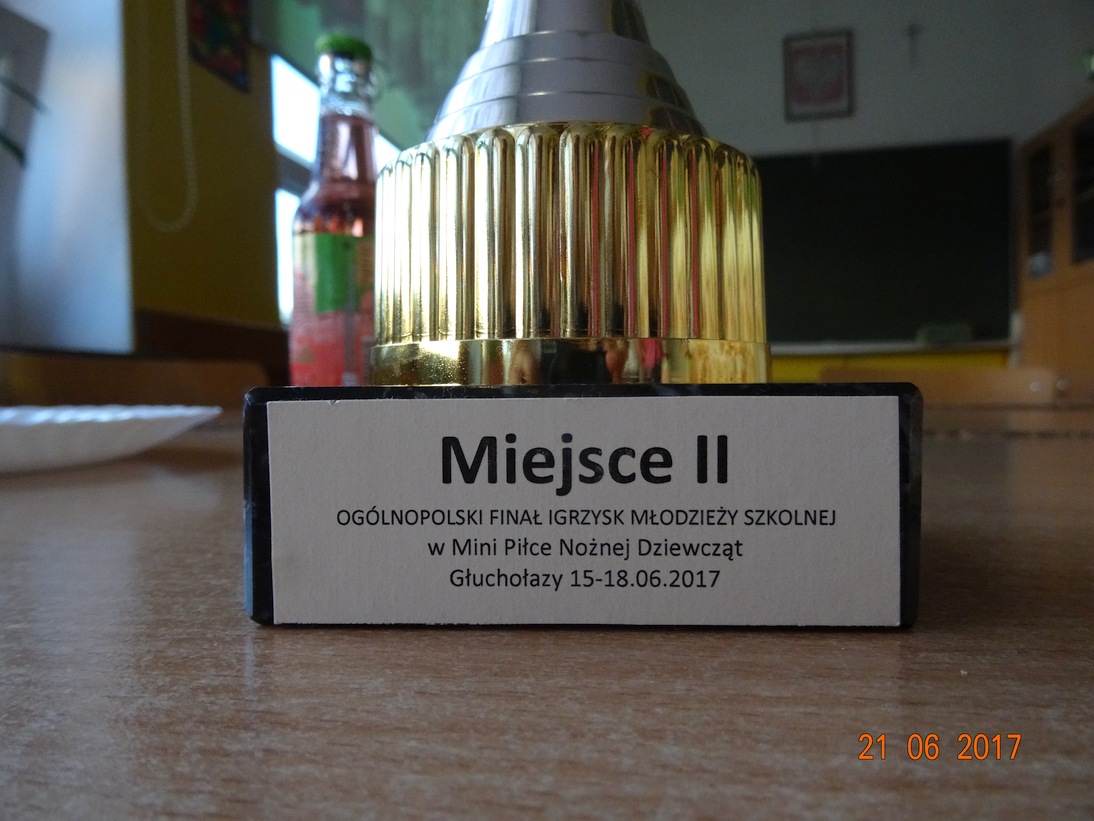 Miejsce II
OGÓLNOPOLSKI FINAŁ IGRZYSK MŁODZIEŻY SZKOLNEJ
w Mini Piłce Nożnej Dziewcząt
Głuchołazy 15-18.06.2017
21 06 2017